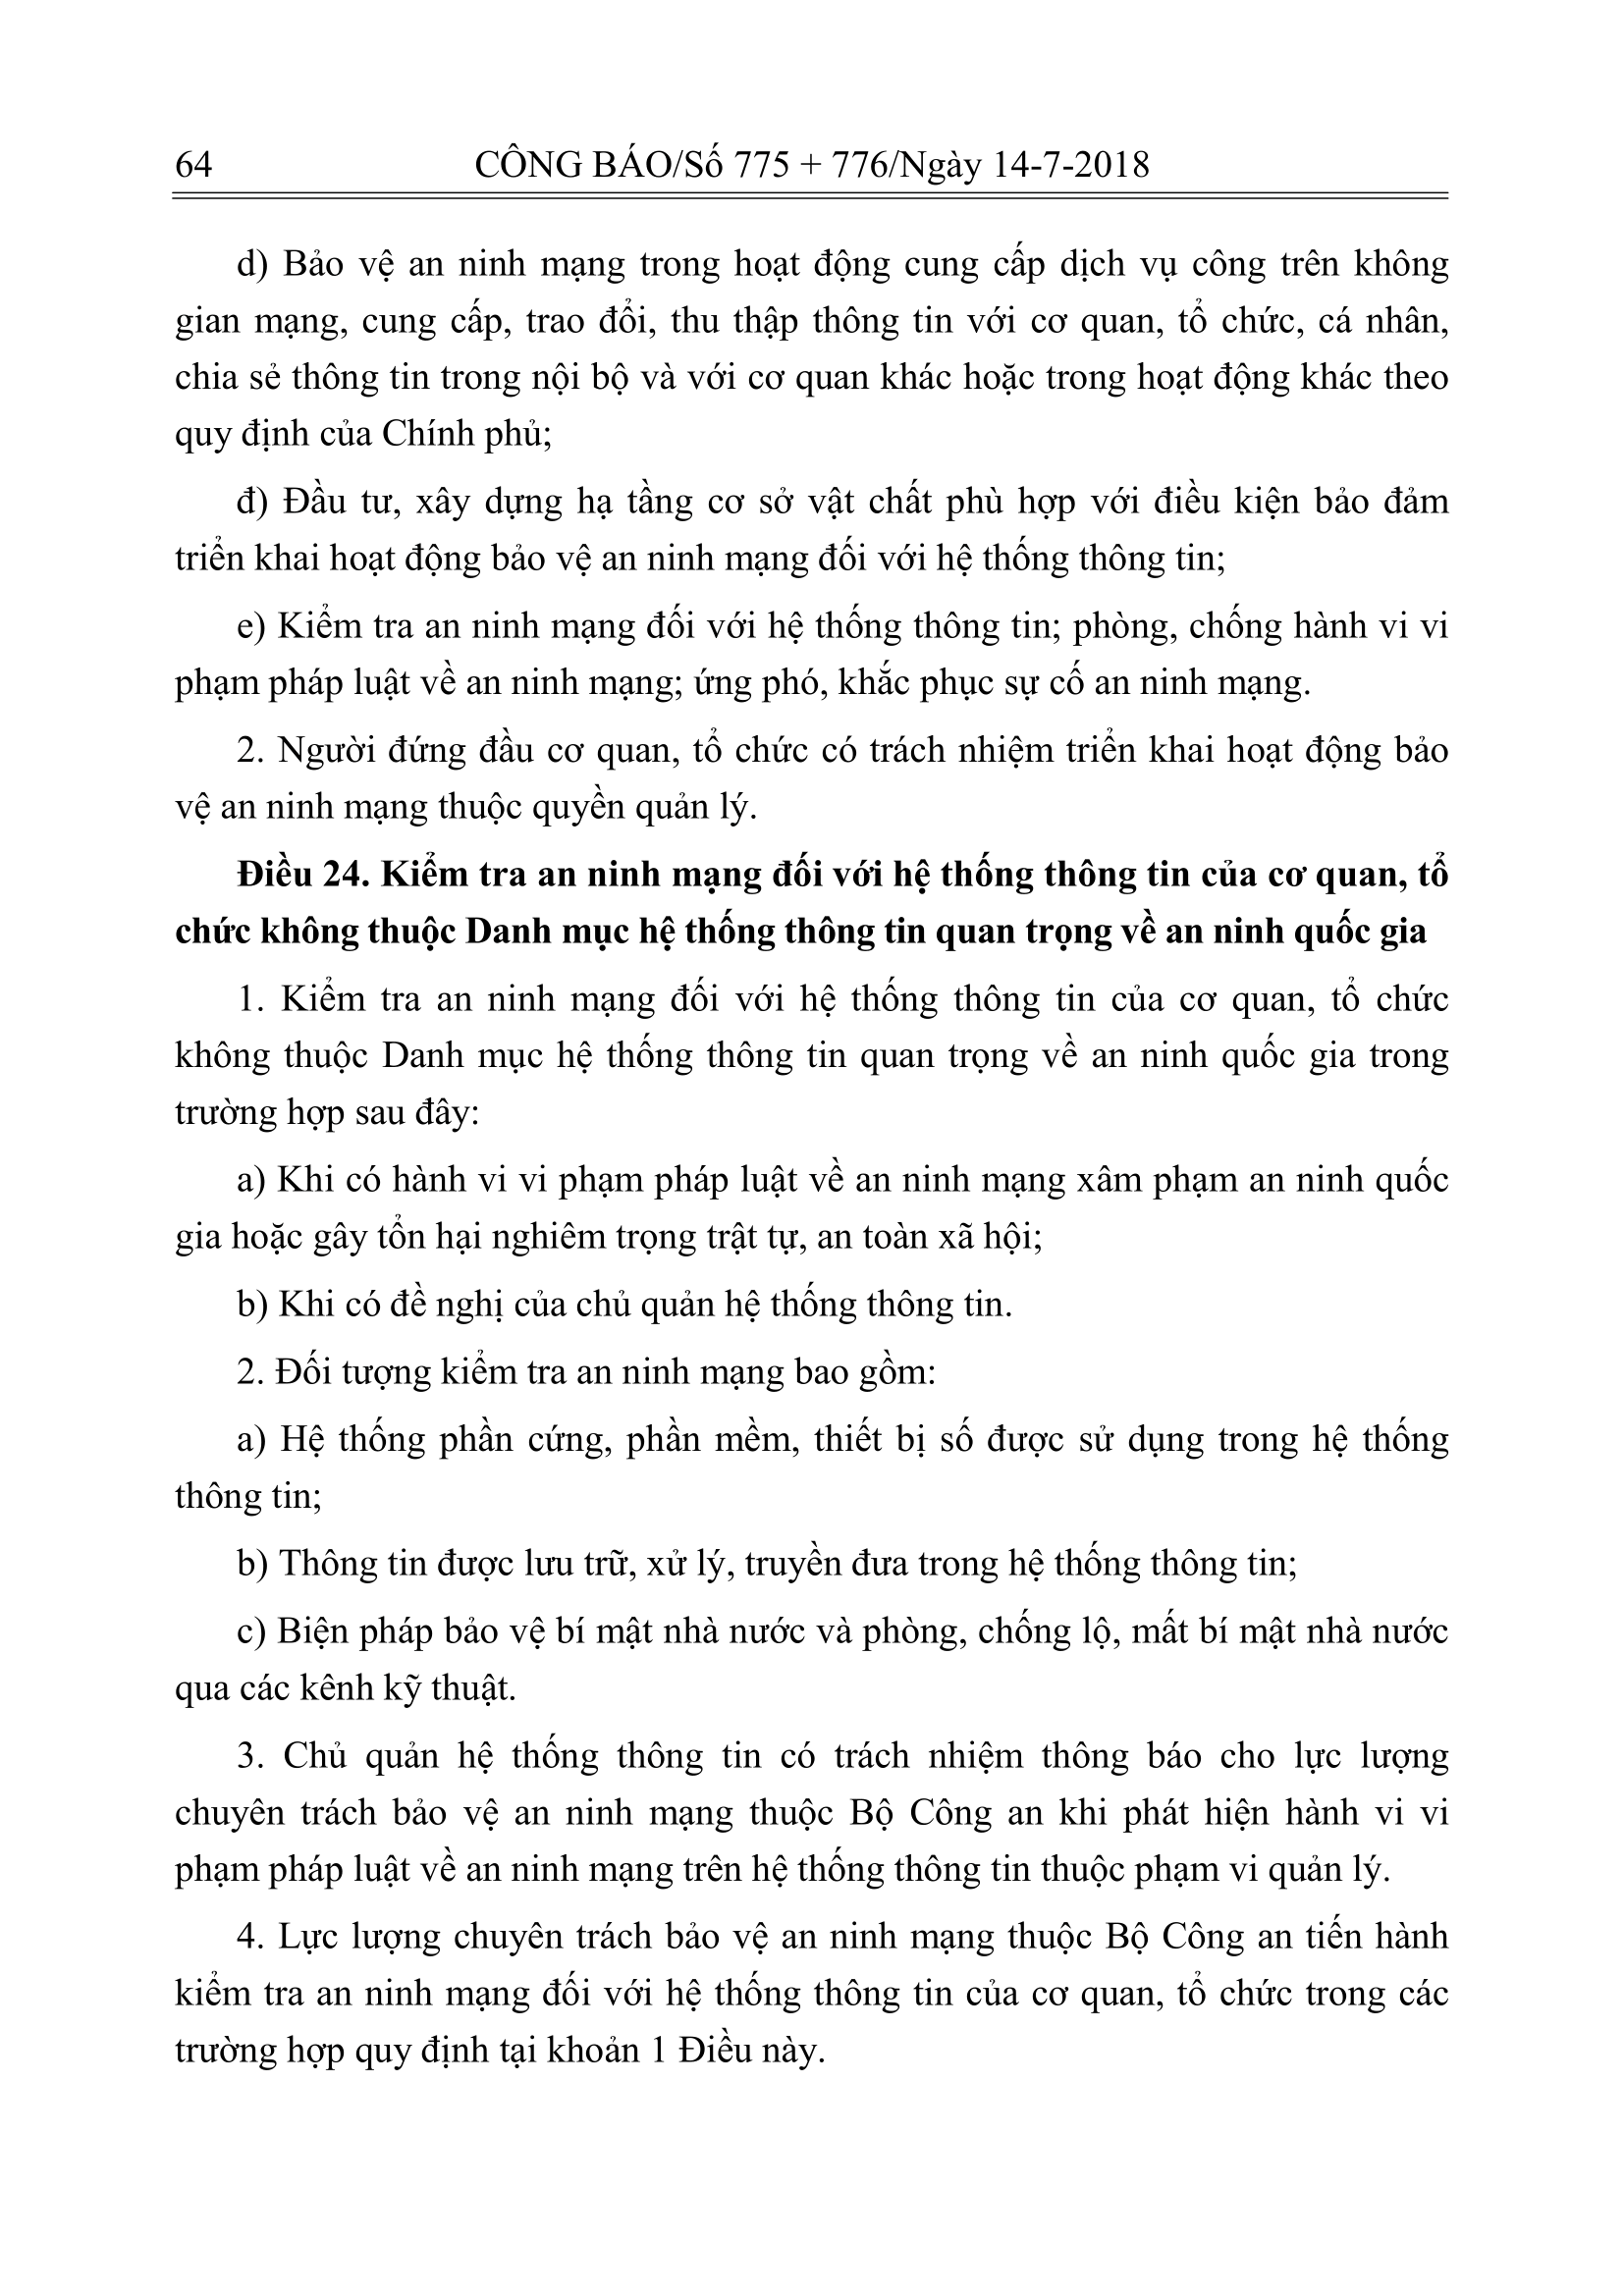 64 CÔNG BÁO/Số 775 + 776/Ngày 14-7-2018
d) Bảo vệ an ninh mạng trong hoạt động cung cấp dịch vụ công trên không
gian mạng, cung cấp, trao đổi, thu thập thông tin với cơ quan, tổ chức, cá nhân,
chia sẻ thông tin trong nội bộ và với cơ quan khác hoặc trong hoạt động khác theo
quy định của Chính phủ;
đ) Đầu tư, xây dựng hạ tầng cơ sở vật chất phù hợp với điều kiện bảo đảm
triển khai hoạt động bảo vệ an ninh mạng đối với hệ thống thông tin;
e) Kiểm tra an ninh mạng đối với hệ thống thông tin; phòng, chống hành vi vi
phạm pháp luật về an ninh mạng; ứng phó, khắc phục sự cố an ninh mạng.
2. Người đứng đầu cơ quan, tổ chức có trách nhiệm triển khai hoạt động bảo
vệ an ninh mạng thuộc quyền quản lý.
Điều 24. Kiểm tra an ninh mạng đối với hệ thống thông tin của cơ quan, tổ
chức không thuộc Danh mục hệ thống thông tin quan trọng về an ninh quốc gia
1. Kiểm tra an ninh mạng đối với hệ thống thông tin của cơ quan, tổ chức
không thuộc Danh mục hệ thống thông tin quan trọng về an ninh quốc gia trong
trường hợp sau đây:
a) Khi có hành vi vi phạm pháp luật về an ninh mạng xâm phạm an ninh quốc
gia hoặc gây tổn hại nghiêm trọng trật tự, an toàn xã hội;
b) Khi có đề nghị của chủ quản hệ thống thông tin.
2. Đối tượng kiểm tra an ninh mạng bao gồm:
a) Hệ thống phần cứng, phần mềm, thiết bị số được sử dụng trong hệ thống
thông tin;
b) Thông tin được lưu trữ, xử lý, truyền đưa trong hệ thống thông tin;
c) Biện pháp bảo vệ bí mật nhà nước và phòng, chống lộ, mất bí mật nhà nước
qua các kênh kỹ thuật.
3. Chủ quản hệ thống thông tin có trách nhiệm thông báo cho lực lượng
chuyên trách bảo vệ an ninh mạng thuộc Bộ Công an khi phát hiện hành vi vi
phạm pháp luật về an ninh mạng trên hệ thống thông tin thuộc phạm vi quản lý.
4. Lực lượng chuyên trách bảo vệ an ninh mạng thuộc Bộ Công an tiến hành
kiểm tra an ninh mạng đối với hệ thống thông tin của cơ quan, tổ chức trong các
trường hợp quy định tại khoản 1 Điều này.